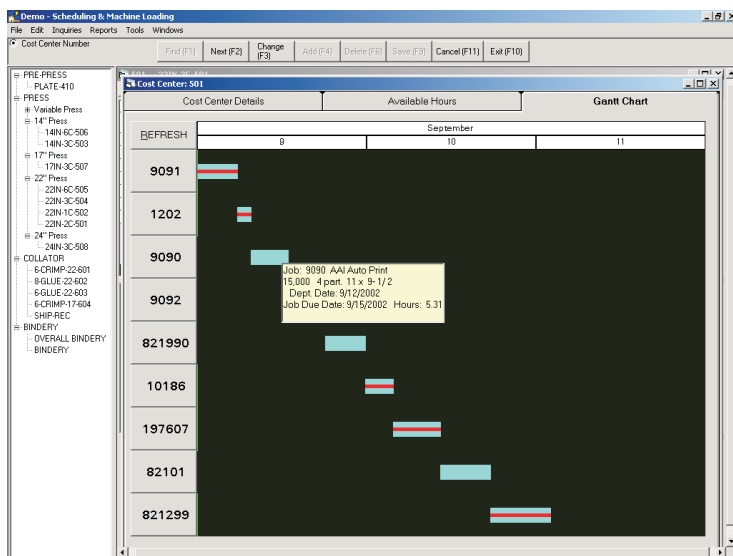 Demo - Scheduling & Machine Loading
File Edit Inquiries Reports Tools Windows
Cost Center Number
Find (F1) Next (F2) Change (F3) Add (F4) Delete (F6) Save (F9) Cancel (F11) Exit (F10)
PRE-PRESS
PLATE-410
PRESS
Variable Press
14" Press
14IN-6C-506
14IN-3C-503
17" Press
17IN-3C-507
22" Press
22IN-6C-505
22IN-3C-504
22IN-1C-502
22IN-2C-501
24" Press
24IN-3C-508
COLLATOR
6-CRIMP-22-601
8-GLUE-22-602
6-GLUE-22-603
6-CRIMP-17-604
SHIP-REC
BINDERY
OVERALL BINDERY
BINDERY
Cost Center: 501
Cost Center Details Available Hours Gantt Chart
REFRESH
September
9 10 11
9091
1202
9090
Job: 9090 AAI Auto Print
15,000 4 part. 11 x 9-1/2
Dept. Date: 9/12/2002
Job Due Date: 9/15/2002 Hours: 5.31
9092
821990
10186
197607
82101
821299